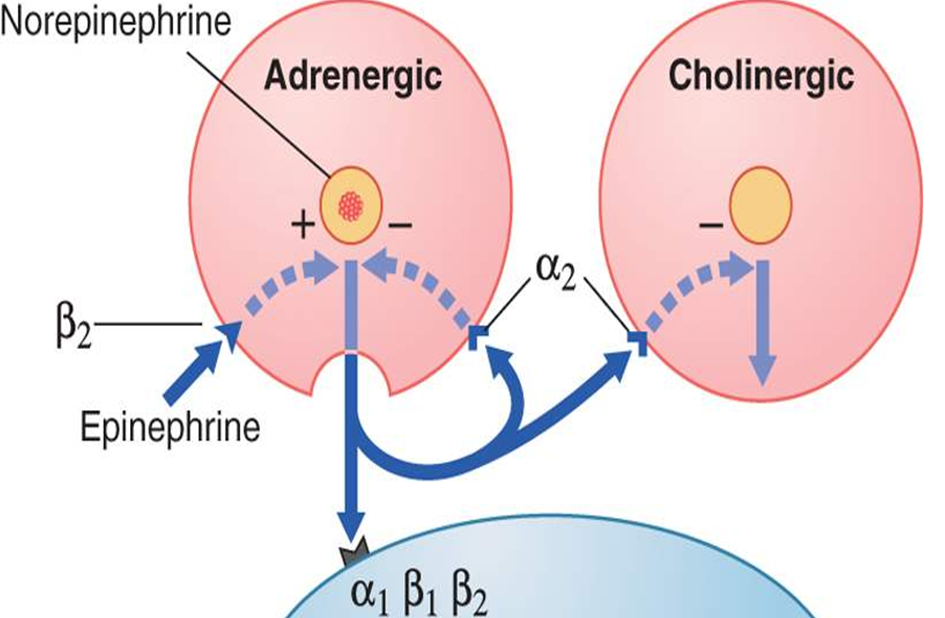 Norepinephrine
Adrenergic
Cholinergic
+ –
–
α₂
β₂
Epinephrine
α₁ β₁ β₂